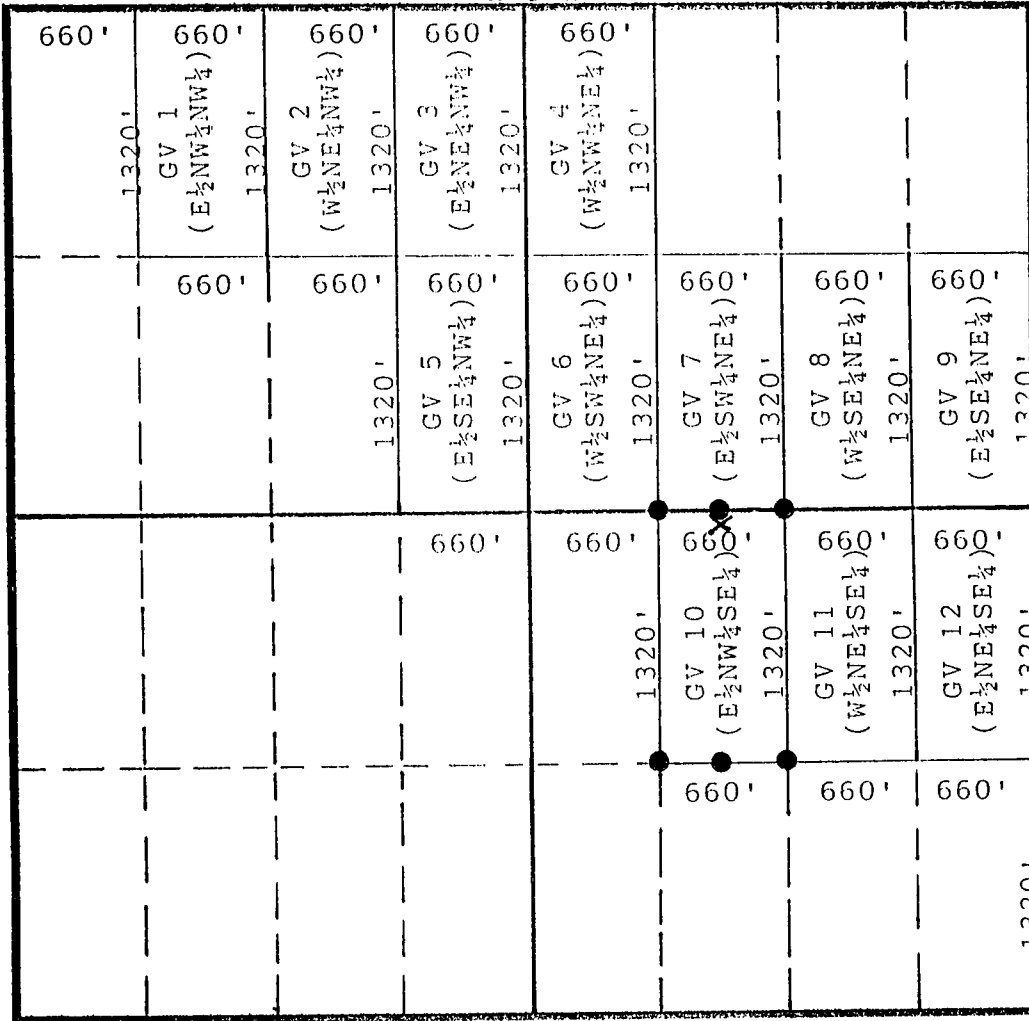 660' 660' 660' 660' 660'
1320'
GV 1
(E½NW¼NW¼)
1320'
GV 2
(W½NE¼NW¼)
1320'
GV 3
(E½NE¼NW¼)
1320'
GV 4
(W½NW¼NE¼)
1320'
660' 660' 660' 660' 660' 660' 660'
1320'
GV 5
(E½SE¼NW¼)
1320'
GV 6
(W½SW¼NE¼)
1320'
GV 7
(E½SW¼NE¼)
1320'
GV 8
(W½SE¼NE¼)
1320'
GV 9
(E½SE¼NE¼)
1320'
X
660' 660' 660' 660' 660'
1320'
GV 10
(E½NW¼SE¼)
1320'
GV 11
(W½NE¼SE¼)
1320'
GV 12
(E½NE¼SE¼)
1320'
660' 660' 660'
1320'